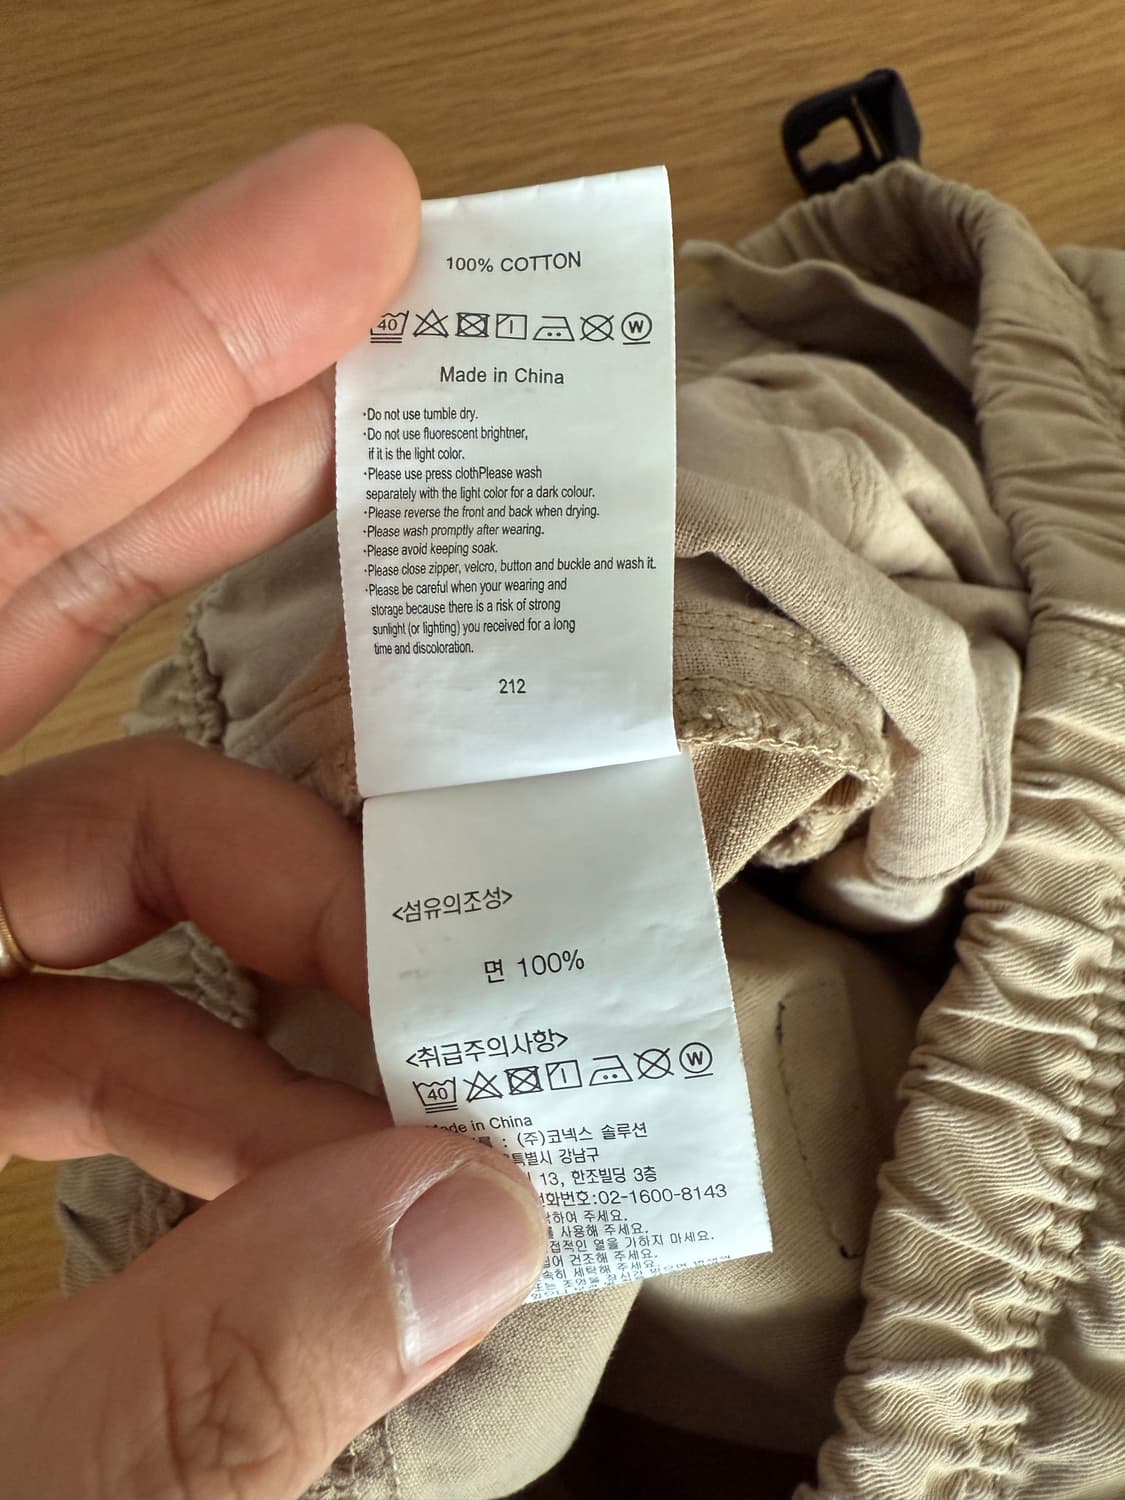 100% COTTON
40 W
Made in China
·Do not use tumble dry.
·Do not use fluorescent brightner,
if it is the light color.
·Please use press clothPlease wash
separately with the light color for a dark colour.
·Please reverse the front and back when drying.
·Please wash promptly after wearing.
·Please avoid keeping soak.
·Please close zipper, velcro, button and buckle and wash it.
·Please be careful when your wearing and
storage because there is a risk of strong
sunlight (or lighting) you received for a long
time and discoloration.
212
<섬유의조성>
면 100%
<취급주의사항>
40 W
in China
: (주)코넥스 솔루션
강남구
13, 한조빌딩 3층
:02-1600-8143
주세요.
사용해 주세요.
열을 가하지 마세요.
건조해 주세요.
세탁해 주세요.